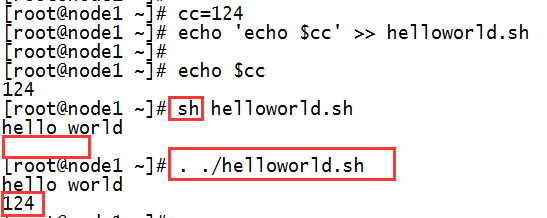 [root@node1 ~]# cc=124
[root@node1 ~]# echo 'echo $cc' >> helloworld.sh
[root@node1 ~]#
[root@node1 ~]# echo $cc
124
[root@node1 ~]# sh helloworld.sh
hello world
[root@node1 ~]# . ./helloworld.sh
hello world
124